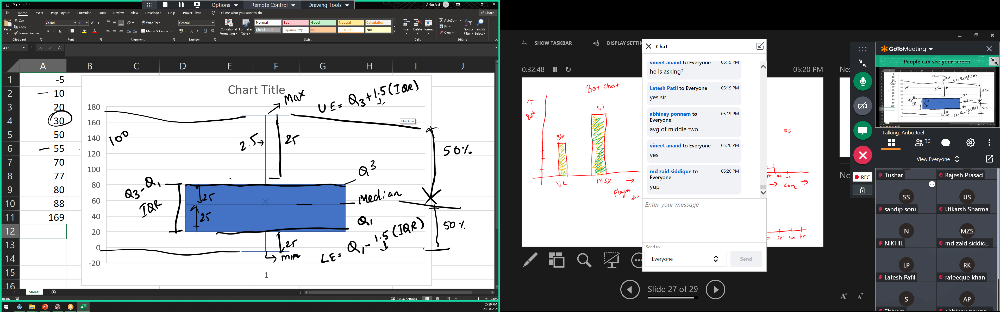 Options
Remote Control
Drawing Tools
Anbu Joel
AJ
File Home Insert Page Layout Formulas Data Review View Developer Help Power Pivot Tell me what you want to do
Share
Paste
Cut
Copy
Format Painter
Calibri 11
B I U
Wrap Text
Merge & Center
General
Conditional Formatting
Format as Table
Normal Bad Good Neutral Calculation
Check Cell Explanatory ... Input Linked Cell Note
Insert Delete Format
AutoSum
Fill
Clear
Sort & Filter
Find & Select
Clipboard Font Alignment Number Styles Cells Editing
A12
fx
A B C D E F G H I J
1 -5
2 10
3 20
4 30
5 50
6 55
7 70
8 77
9 80
10 88
11 169
12
13
14
15
16
Chart Title
180
160
140
120
100
80
60
40
20
0
-20
1
Plot Area
Max
UE = Q3 + 1.5 (IQR)
100
2.5
25
50%
Q3
Q3-Q1
IQR
25
Median
25
Q1
50%
25
min
LE = Q1 - 1.5 (IQR)
Sheet1
Ready
Display Settings
280%
05:20 PM
29-08-2021
SHOW TASKBAR
DISPLAY SETTIN
0.32.48
05:20 PM
Nex
No
Bar chart
Runs
36
41
VK
MSD
Players
33
80 90 100
con
0 35 40 45
Slide 27 of 29
Chat
vineet anand to Everyone 05:19 PM
he is asking?
Latesh Patil to Everyone 05:19 PM
yes sir
abhinay ponnam to Everyone 05:19 PM
avg of middle two
vineet anand to Everyone 05:20 PM
yes
md zaid siddique to Everyone 05:20 PM
yup
Enter your message
Send to
Everyone
Send
REC
GoToMeeting
People can see your screen.
Talking: Anbu Joel
30
View Everyone
Tushar
Rajesh Prasad
SS
sandip soni
US
Utkarsh Sharma
N
NIKHIL
MZS
md zaid siddiq...
LP
Latesh Patil
RK
rafeeque khan
S
AP